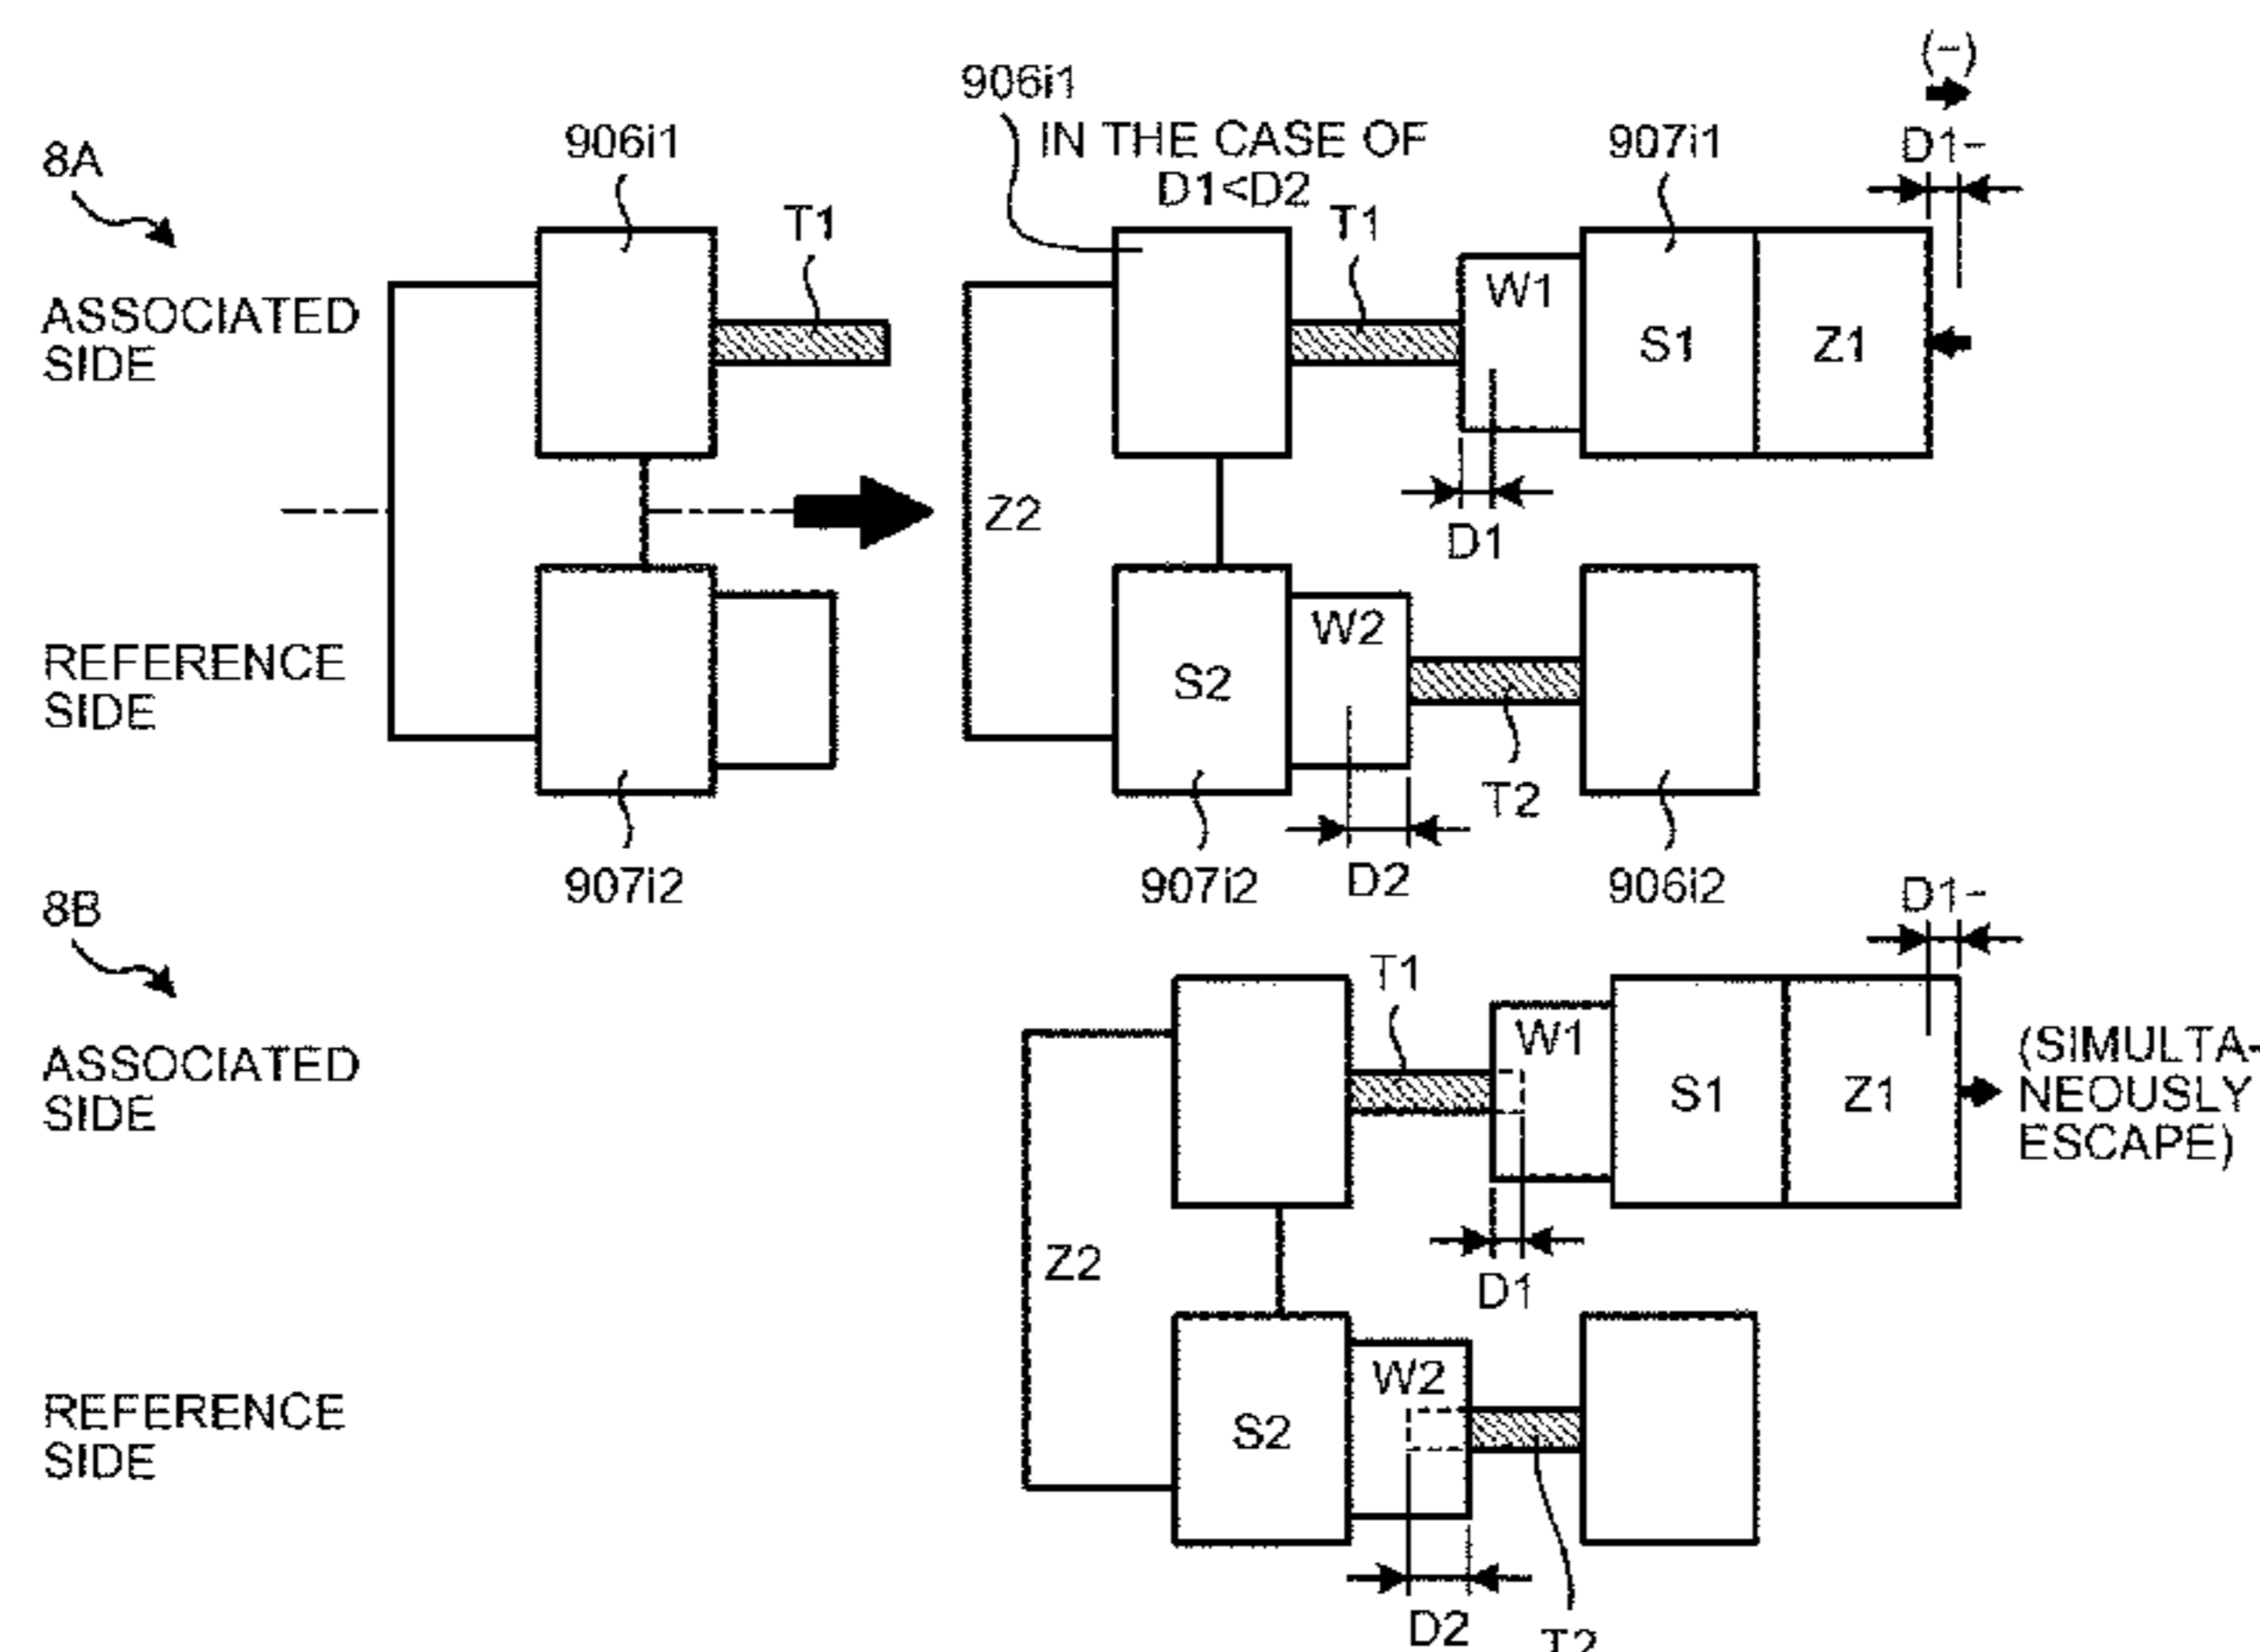 8A
ASSOCIATED
SIDE
REFERENCE
SIDE
906i1
T1
907i2
906i1
IN THE CASE OF
D1<D2
T1
907i1
(−)
D1-
W1
S1
Z1
D1
Z2
S2
W2
T2
D2
907i2
906i2
8B
ASSOCIATED
SIDE
REFERENCE
SIDE
T1
D1-
W1
S1
Z1
(SIMULTA-
NEOUSLY
ESCAPE)
D1
Z2
S2
W2
D2
T2